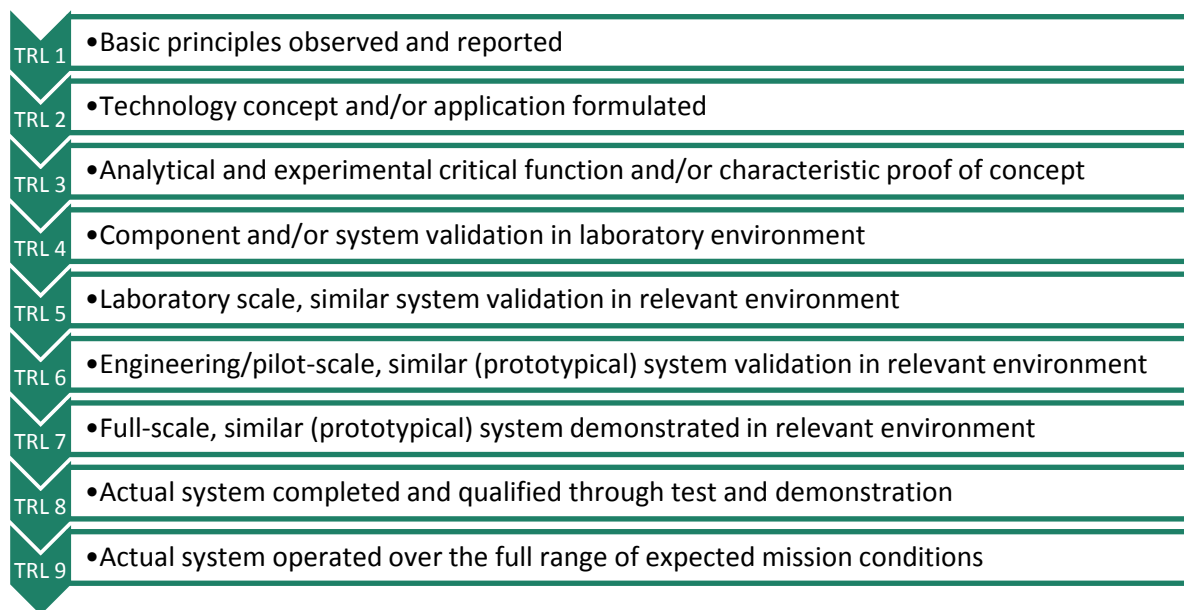 TRL 1
•Basic principles observed and reported
TRL 2
•Technology concept and/or application formulated
TRL 3
•Analytical and experimental critical function and/or characteristic proof of concept
TRL 4
•Component and/or system validation in laboratory environment
TRL 5
•Laboratory scale, similar system validation in relevant environment
TRL 6
•Engineering/pilot-scale, similar (prototypical) system validation in relevant environment
TRL 7
•Full-scale, similar (prototypical) system demonstrated in relevant environment
TRL 8
•Actual system completed and qualified through test and demonstration
TRL 9
•Actual system operated over the full range of expected mission conditions